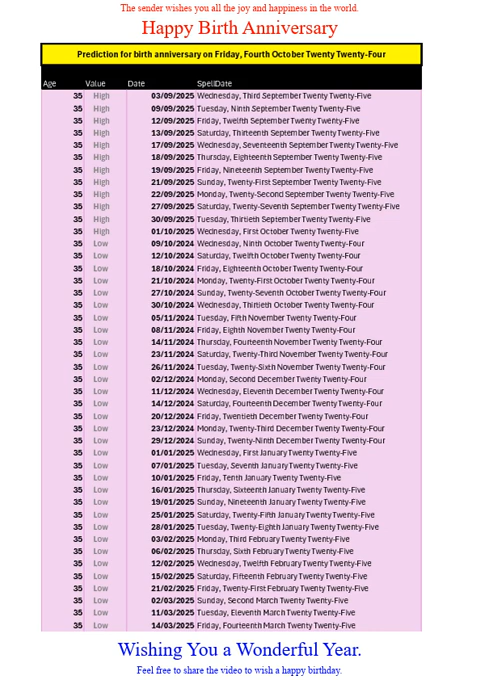 The sender wishes you all the joy and happiness in the world.
Happy Birth Anniversary
Prediction for birth anniversary on Friday, Fourth October Twenty Twenty-Four
Age Value Date SpellDate
35 High 03/09/2025 Wednesday, Third September Twenty Twenty-Five
35 High 09/09/2025 Tuesday, Ninth September Twenty Twenty-Five
35 High 12/09/2025 Friday, Twelfth September Twenty Twenty-Five
35 High 13/09/2025 Saturday, Thirteenth September Twenty Twenty-Five
35 High 17/09/2025 Wednesday, Seventeenth September Twenty Twenty-Five
35 High 18/09/2025 Thursday, Eighteenth September Twenty Twenty-Five
35 High 19/09/2025 Friday, Nineteenth September Twenty Twenty-Five
35 High 21/09/2025 Sunday, Twenty-First September Twenty Twenty-Five
35 High 22/09/2025 Monday, Twenty-Second September Twenty Twenty-Five
35 High 27/09/2025 Saturday, Twenty-Seventh September Twenty Twenty-Five
35 High 30/09/2025 Tuesday, Thirtieth September Twenty Twenty-Five
35 High 01/10/2025 Wednesday, First October Twenty Twenty-Five
35 Low 09/10/2024 Wednesday, Ninth October Twenty Twenty-Four
35 Low 12/10/2024 Saturday, Twelfth October Twenty Twenty-Four
35 Low 18/10/2024 Friday, Eighteenth October Twenty Twenty-Four
35 Low 21/10/2024 Monday, Twenty-First October Twenty Twenty-Four
35 Low 27/10/2024 Sunday, Twenty-Seventh October Twenty Twenty-Four
35 Low 30/10/2024 Wednesday, Thirtieth October Twenty Twenty-Four
35 Low 05/11/2024 Tuesday, Fifth November Twenty Twenty-Four
35 Low 08/11/2024 Friday, Eighth November Twenty Twenty-Four
35 Low 14/11/2024 Thursday, Fourteenth November Twenty Twenty-Four
35 Low 23/11/2024 Saturday, Twenty-Third November Twenty Twenty-Four
35 Low 26/11/2024 Tuesday, Twenty-Sixth November Twenty Twenty-Four
35 Low 02/12/2024 Monday, Second December Twenty Twenty-Four
35 Low 11/12/2024 Wednesday, Eleventh December Twenty Twenty-Four
35 Low 14/12/2024 Saturday, Fourteenth December Twenty Twenty-Four
35 Low 20/12/2024 Friday, Twentieth December Twenty Twenty-Four
35 Low 23/12/2024 Monday, Twenty-Third December Twenty Twenty-Four
35 Low 29/12/2024 Sunday, Twenty-Ninth December Twenty Twenty-Four
35 Low 01/01/2025 Wednesday, First January Twenty Twenty-Five
35 Low 07/01/2025 Tuesday, Seventh January Twenty Twenty-Five
35 Low 10/01/2025 Friday, Tenth January Twenty Twenty-Five
35 Low 16/01/2025 Thursday, Sixteenth January Twenty Twenty-Five
35 Low 19/01/2025 Sunday, Nineteenth January Twenty Twenty-Five
35 Low 25/01/2025 Saturday, Twenty-Fifth January Twenty Twenty-Five
35 Low 28/01/2025 Tuesday, Twenty-Eighth January Twenty Twenty-Five
35 Low 03/02/2025 Monday, Third February Twenty Twenty-Five
35 Low 06/02/2025 Thursday, Sixth February Twenty Twenty-Five
35 Low 12/02/2025 Wednesday, Twelfth February Twenty Twenty-Five
35 Low 15/02/2025 Saturday, Fifteenth February Twenty Twenty-Five
35 Low 21/02/2025 Friday, Twenty-First February Twenty Twenty-Five
35 Low 02/03/2025 Sunday, Second March Twenty Twenty-Five
35 Low 11/03/2025 Tuesday, Eleventh March Twenty Twenty-Five
35 Low 14/03/2025 Friday, Fourteenth March Twenty Twenty-Five
Wishing You a Wonderful Year.
Feel free to share the video to wish a happy birthday.